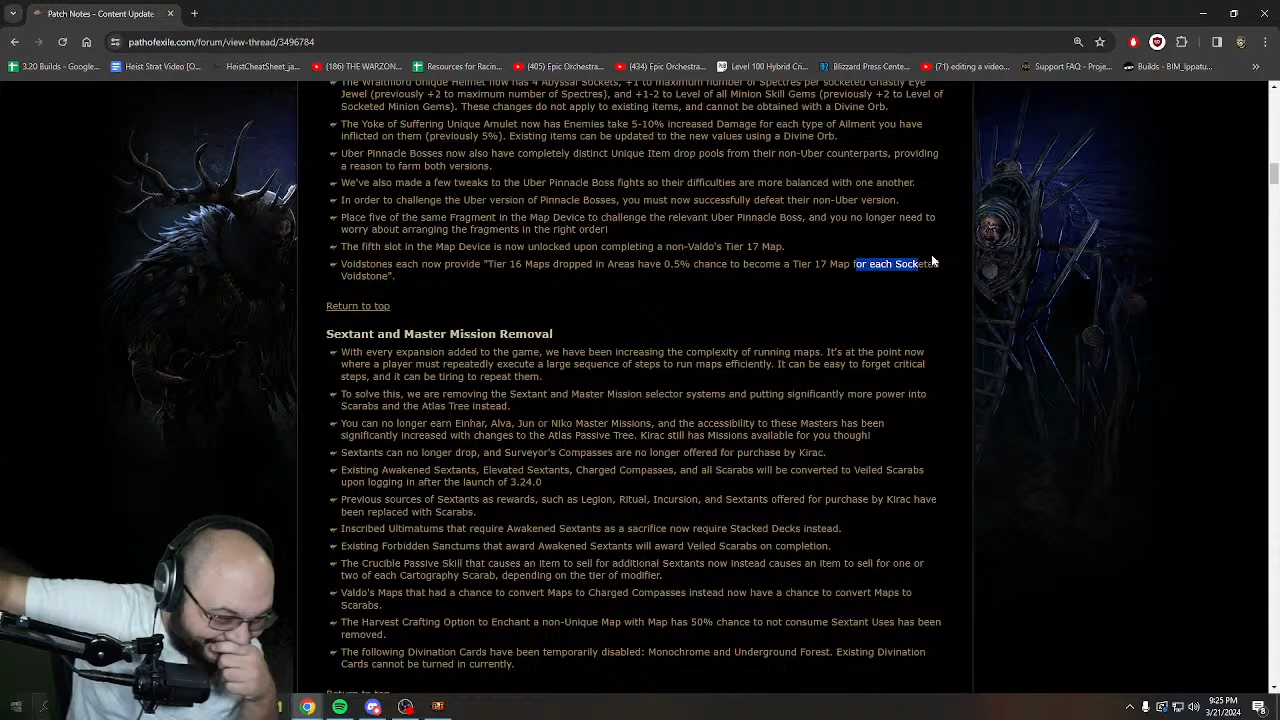 Patch Notes - Forum - Path of
pathofexile.com/forum/view-thread/3496784
3.20 Builds - Google...
Heist Strat Video (O...
HeistCheatSheet_ja...
(186) THE WARZON...
Resources for Racin...
(405) Epic Orchestra...
(434) Epic Orchestra...
Level 100 Hybrid Cri...
Blizzard Press Cente...
(71) editing a video...
Support FAQ - Proje...
Builds - BIM_Ippatu...
The Wraithlord Unique Helmet now has 4 Abyssal Sockets, +1 to maximum number of Spectres per socketed Ghastly Eye
Jewel (previously +2 to maximum number of Spectres), and +1-2 to Level of all Minion Skill Gems (previously +2 to Level of
Socketed Minion Gems). These changes do not apply to existing items, and cannot be obtained with a Divine Orb.
The Yoke of Suffering Unique Amulet now has Enemies take 5-10% increased Damage for each type of Ailment you have
inflicted on them (previously 5%). Existing items can be updated to the new values using a Divine Orb.
Uber Pinnacle Bosses now also have completely distinct Unique Item drop pools from their non-Uber counterparts, providing
a reason to farm both versions.
We've also made a few tweaks to the Uber Pinnacle Boss fights so their difficulties are more balanced with one another.
In order to challenge the Uber version of Pinnacle Bosses, you must now successfully defeat their non-Uber version.
Place five of the same Fragment in the Map Device to challenge the relevant Uber Pinnacle Boss, and you no longer need to
worry about arranging the fragments in the right order!
The fifth slot in the Map Device is now unlocked upon completing a non-Valdo's Tier 17 Map.
Voidstones each now provide "Tier 16 Maps dropped in Areas have 0.5% chance to become a Tier 17 Map for each Socketed
Voidstone".
Return to top
Sextant and Master Mission Removal
With every expansion added to the game, we have been increasing the complexity of running maps. It's at the point now
where a player must repeatedly execute a large sequence of steps to run maps efficiently. It can be easy to forget critical
steps, and it can be tiring to repeat them.
To solve this, we are removing the Sextant and Master Mission selector systems and putting significantly more power into
Scarabs and the Atlas Tree instead.
You can no longer earn Einhar, Alva, Jun or Niko Master Missions, and the accessibility to these Masters has been
significantly increased with changes to the Atlas Passive Tree. Kirac still has Missions available for you though!
Sextants can no longer drop, and Surveyor's Compasses are no longer offered for purchase by Kirac.
Existing Awakened Sextants, Elevated Sextants, Charged Compasses, and all Scarabs will be converted to Veiled Scarabs
upon logging in after the launch of 3.24.0
Previous sources of Sextants as rewards, such as Legion, Ritual, Incursion, and Sextants offered for purchase by Kirac have
been replaced with Scarabs.
Inscribed Ultimatums that require Awakened Sextants as a sacrifice now require Stacked Decks instead.
Existing Forbidden Sanctums that award Awakened Sextants will award Veiled Scarabs on completion.
The Crucible Passive Skill that causes an item to sell for additional Sextants now instead causes an item to sell for one or
two of each Cartography Scarab, depending on the tier of modifier.
Valdo's Maps that had a chance to convert Maps to Charged Compasses instead now have a chance to convert Maps to
Scarabs.
The Harvest Crafting Option to Enchant a non-Unique Map with Map has 50% chance to not consume Sextant Uses has been
removed.
The following Divination Cards have been temporarily disabled: Monochrome and Underground Forest. Existing Divination
Cards cannot be turned in currently.
Return to top
9:25 PM
3/21/2024